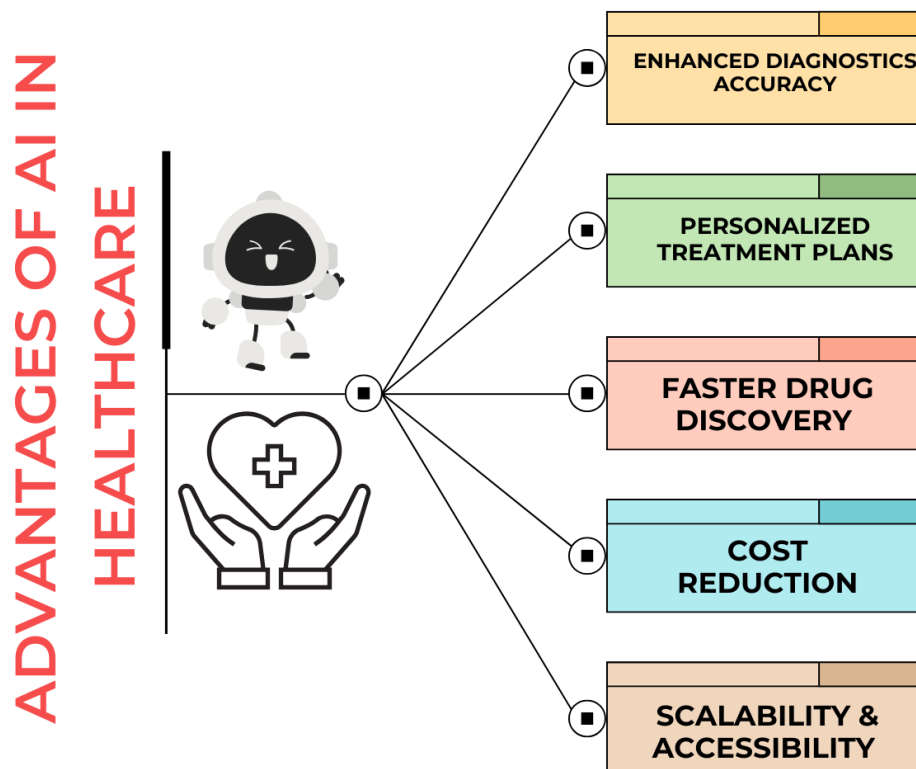 ADVANTAGES OF AI IN
HEALTHCARE
ENHANCED DIAGNOSTICS
ACCURACY
PERSONALIZED
TREATMENT PLANS
FASTER DRUG
DISCOVERY
COST
REDUCTION
SCALABILITY &
ACCESSIBILITY